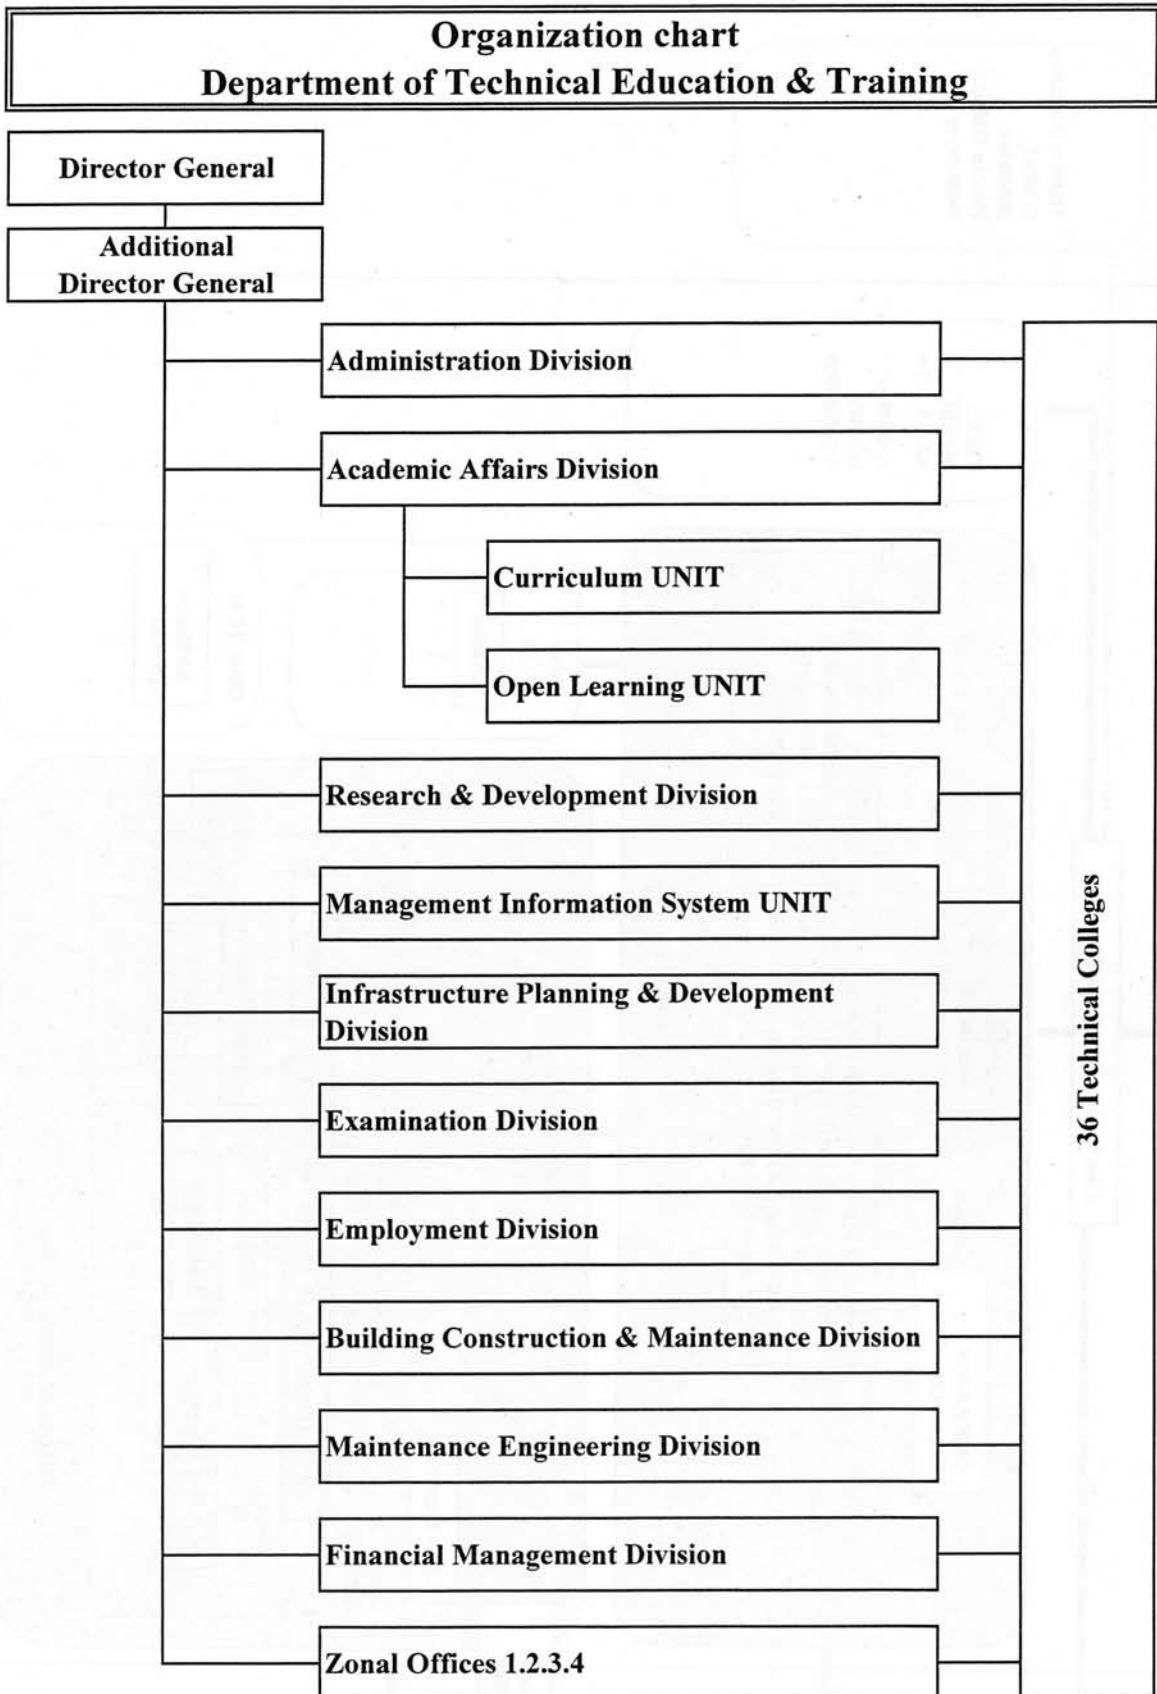 Organization chart
Department of Technical Education & Training
Director General
Additional
Director General
Administration Division
Academic Affairs Division
Curriculum UNIT
Open Learning UNIT
Research & Development Division
Management Information System UNIT
Infrastructure Planning & Development
Division
Examination Division
Employment Division
Building Construction & Maintenance Division
Maintenance Engineering Division
Financial Management Division
Zonal Offices 1.2.3.4
36 Technical Colleges